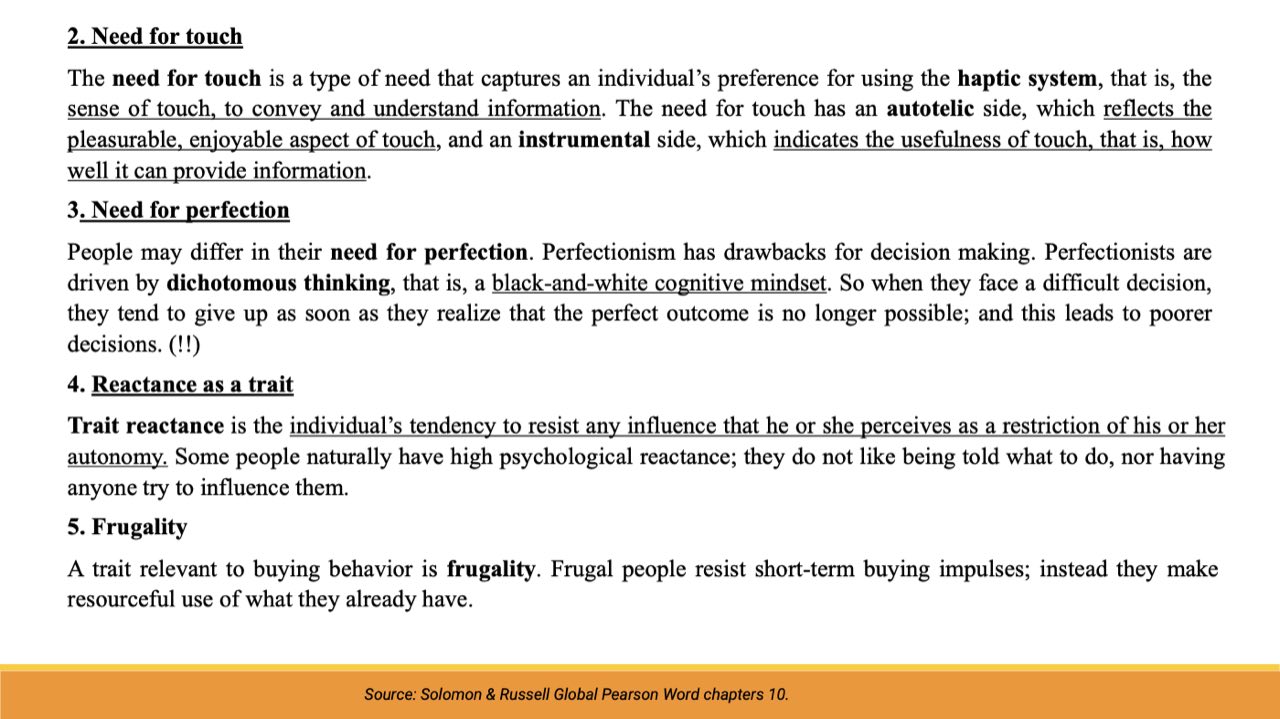 2. Need for touch
The need for touch is a type of need that captures an individual’s preference for using the haptic system, that is, the
sense of touch, to convey and understand information. The need for touch has an autotelic side, which reflects the
pleasurable, enjoyable aspect of touch, and an instrumental side, which indicates the usefulness of touch, that is, how
well it can provide information.
3. Need for perfection
People may differ in their need for perfection. Perfectionism has drawbacks for decision making. Perfectionists are
driven by dichotomous thinking, that is, a black-and-white cognitive mindset. So when they face a difficult decision,
they tend to give up as soon as they realize that the perfect outcome is no longer possible; and this leads to poorer
decisions. (!!)
4. Reactance as a trait
Trait reactance is the individual’s tendency to resist any influence that he or she perceives as a restriction of his or her
autonomy. Some people naturally have high psychological reactance; they do not like being told what to do, nor having
anyone try to influence them.
5. Frugality
A trait relevant to buying behavior is frugality. Frugal people resist short-term buying impulses; instead they make
resourceful use of what they already have.
Source: Solomon & Russell Global Pearson Word chapters 10.